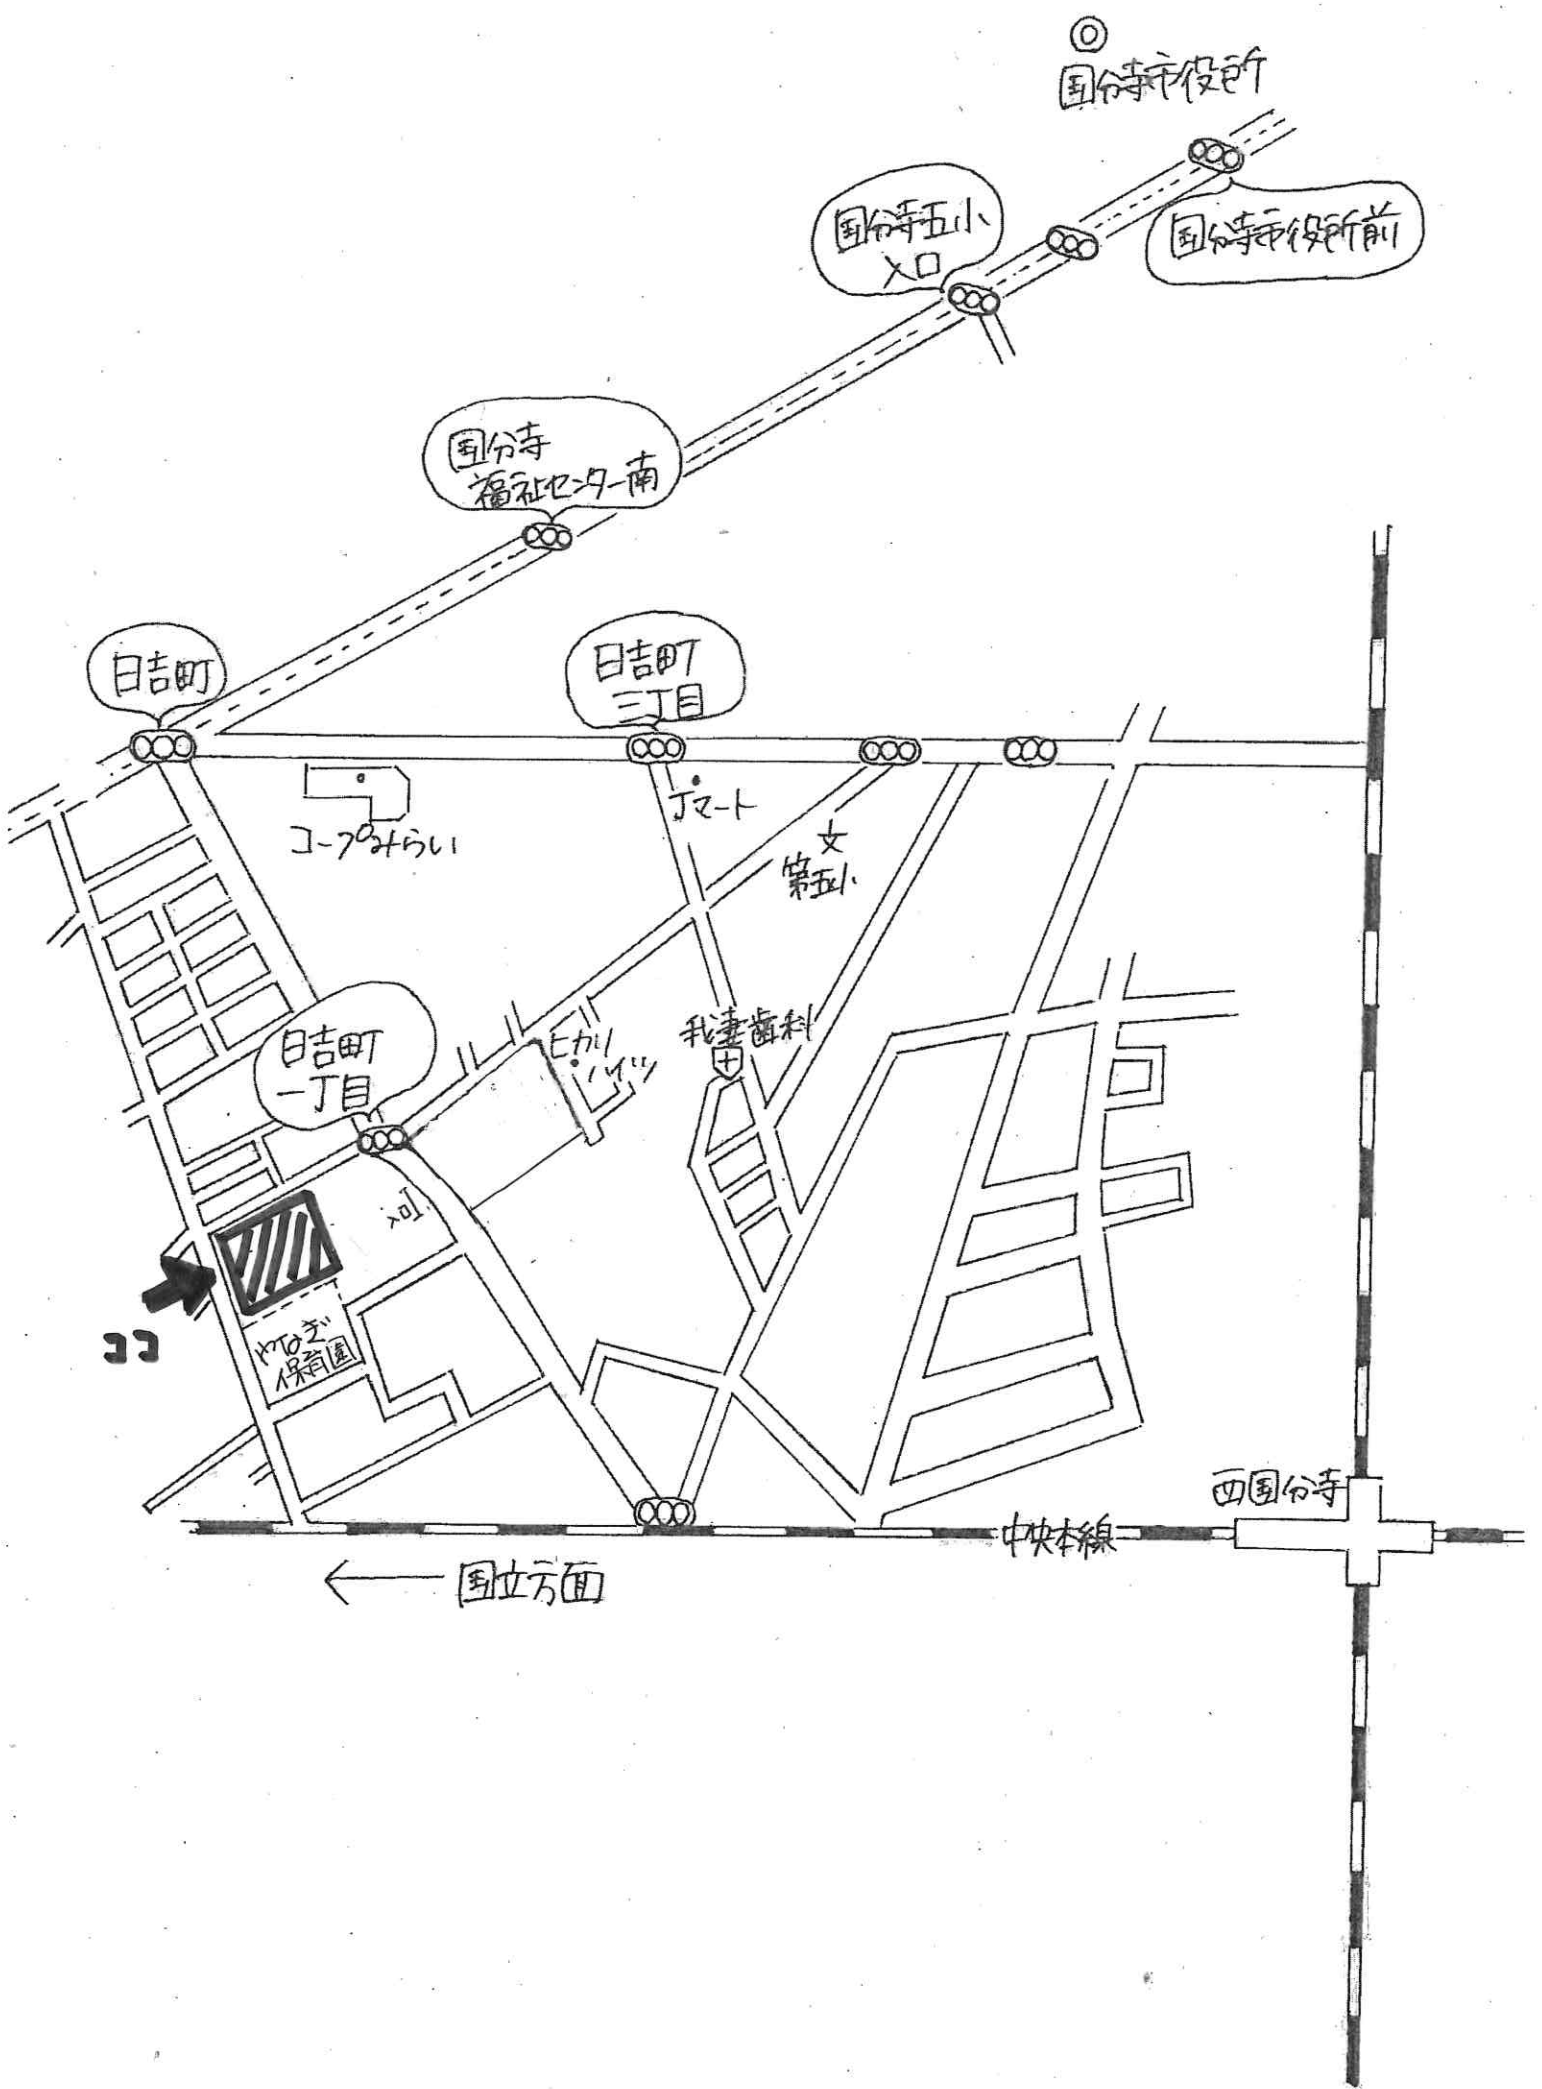 国分寺市役所
国分寺五小
入口
国分寺市役所前
国分寺
福祉センター南
日吉町
日吉町
三丁目
コープみらい
Jマート
文
第五小
我妻歯科
ヒカリ
ハイツ
日吉町
一丁目
ココ
やなぎ
保育園
西国分寺
中央本線
国立方面